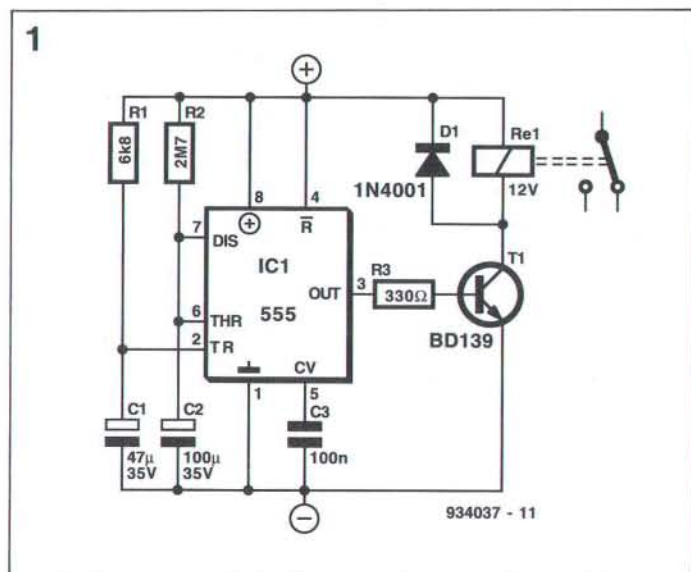 1
+
R1
R2
6k8
2M7
D1
1N4001
Re1
12V
8
4
+
R
7
DIS
IC1
555
OUT
3
R3
330Ω
T1
BD139
6
THR
2
TR
CV
1
5
C1
47µ
35V
C2
100µ
35V
C3
100n
−
934037 - 11